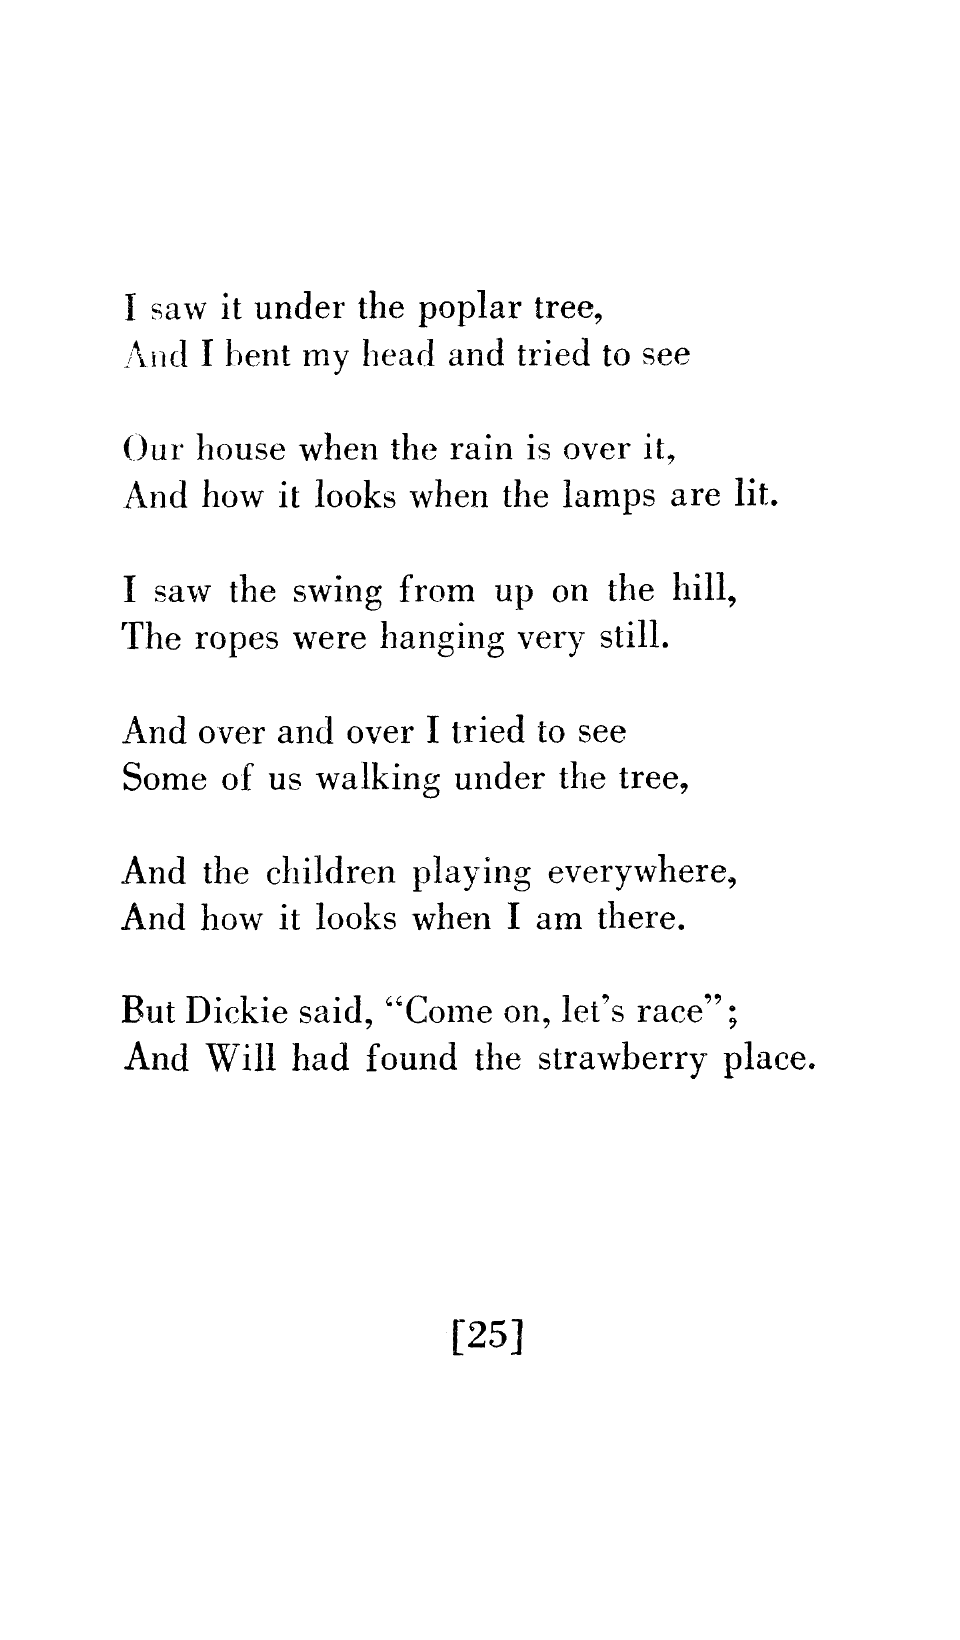 I saw it under the poplar tree,
And I bent my head and tried to see
Our house when the rain is over it,
And how it looks when the lamps are lit.
I saw the swing from up on the hill,
The ropes were hanging very still.
And over and over I tried to see
Some of us walking under the tree,
And the children playing everywhere,
And how it looks when I am there.
But Dickie said, “Come on, let’s race”;
And Will had found the strawberry place.
[25]